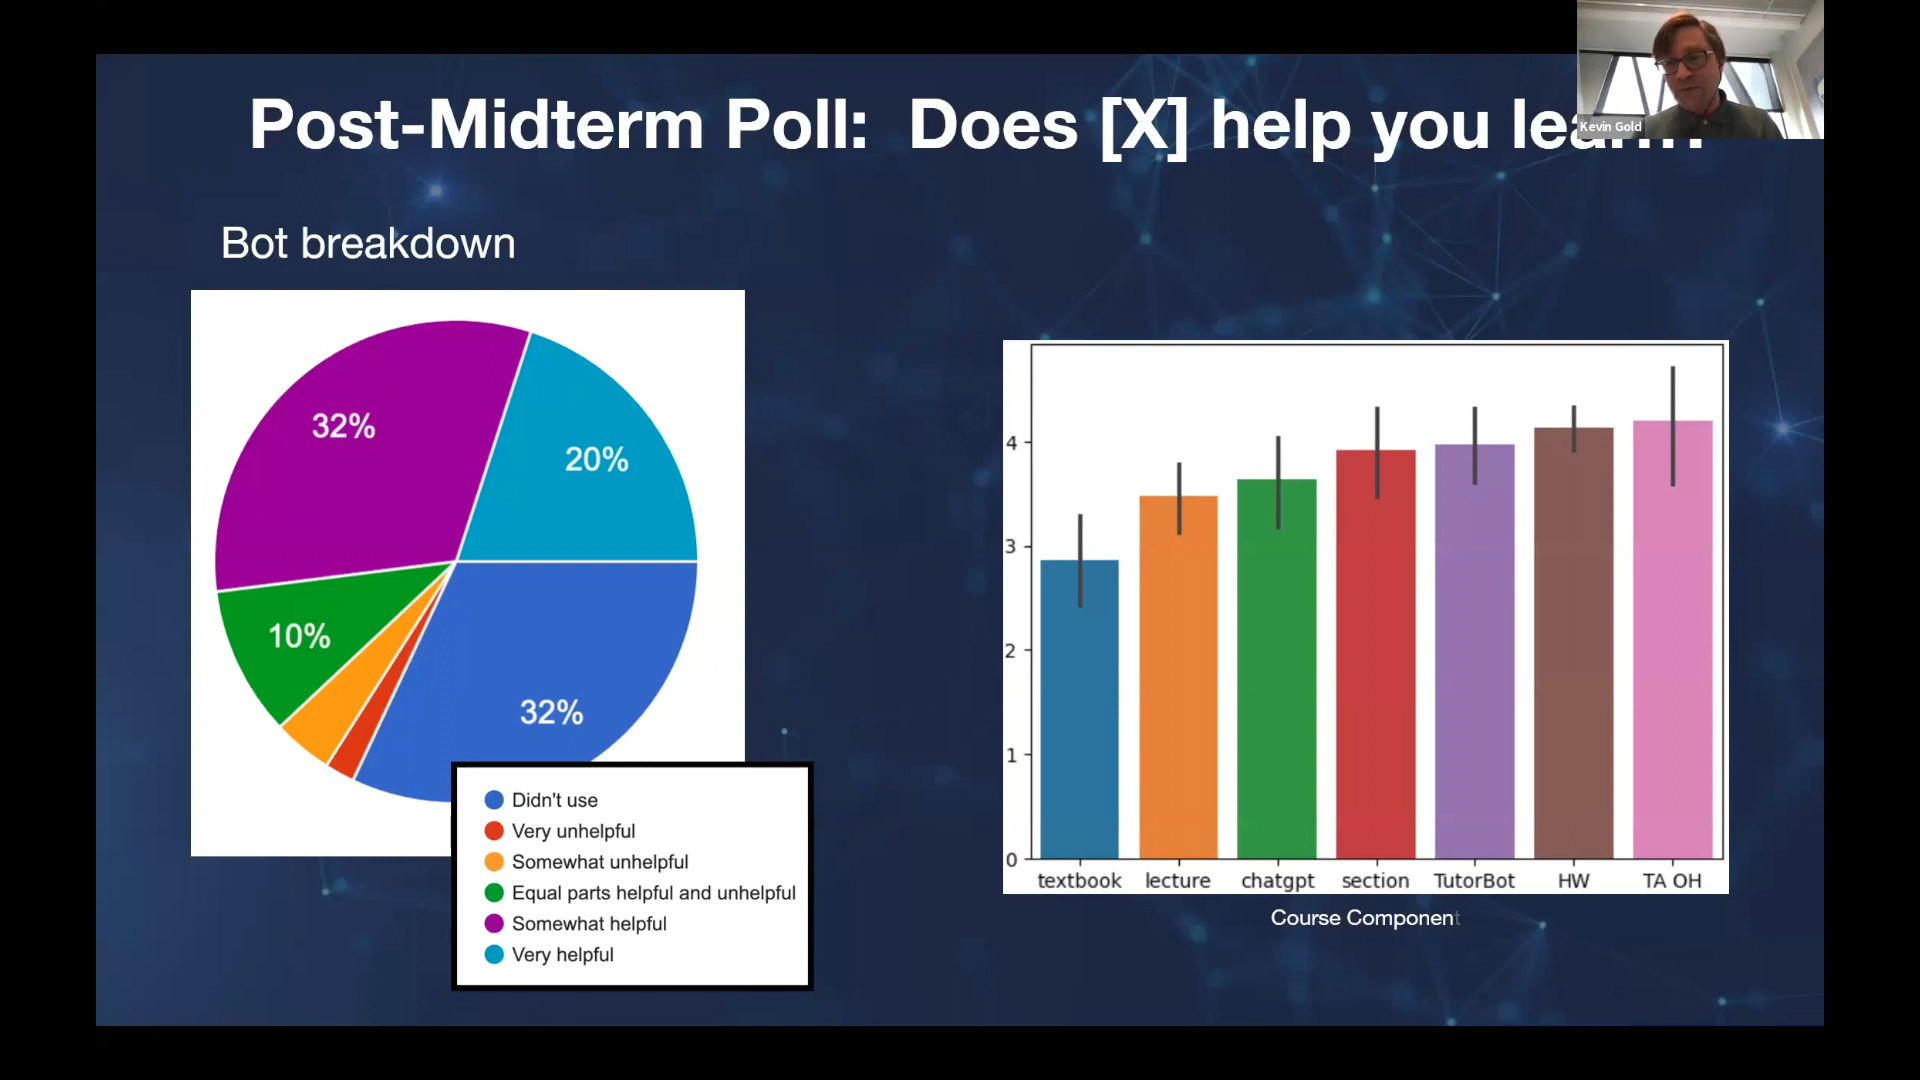 Post-Midterm Poll: Does [X] help you
Kevin Gold
Bot breakdown
32%
20%
10%
32%
Didn't use
Very unhelpful
Somewhat unhelpful
Equal parts helpful and unhelpful
Somewhat helpful
Very helpful
4
3
2
1
0
textbook lecture chatgpt section TutorBot HW TA OH
Course Component